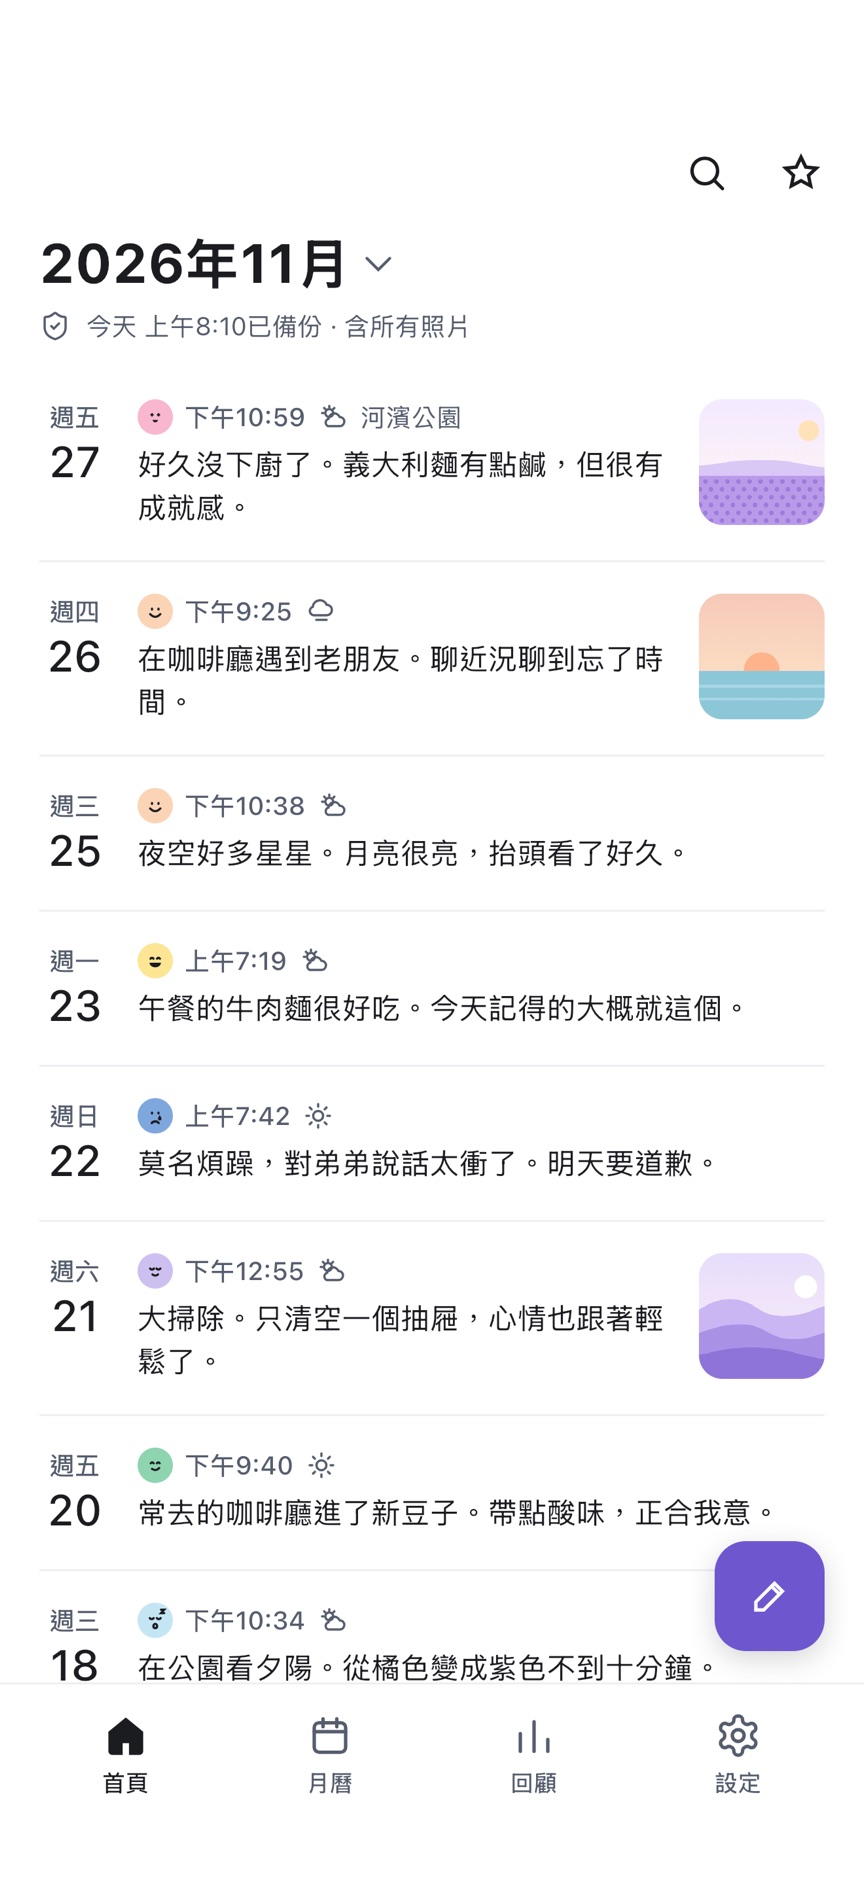 2026年11月
今天 上午8:10已備份 · 含所有照片
週五
27
下午10:59 河濱公園
好久沒下廚了。義大利麵有點鹹，但很有
成就感。
週四
26
下午9:25
在咖啡廳遇到老朋友。聊近況聊到忘了時
間。
週三
25
下午10:38
夜空好多星星。月亮很亮，抬頭看了好久。
週一
23
上午7:19
午餐的牛肉麵很好吃。今天記得的大概就這個。
週日
22
上午7:42
莫名煩躁，對弟弟說話太衝了。明天要道歉。
週六
21
下午12:55
大掃除。只清空一個抽屜，心情也跟著輕
鬆了。
週五
20
下午9:40
常去的咖啡廳進了新豆子。帶點酸味，正合我意。
週三
18
下午10:34
在公園看夕陽。從橘色變成紫色不到十分鐘。
首頁
月曆
回顧
設定